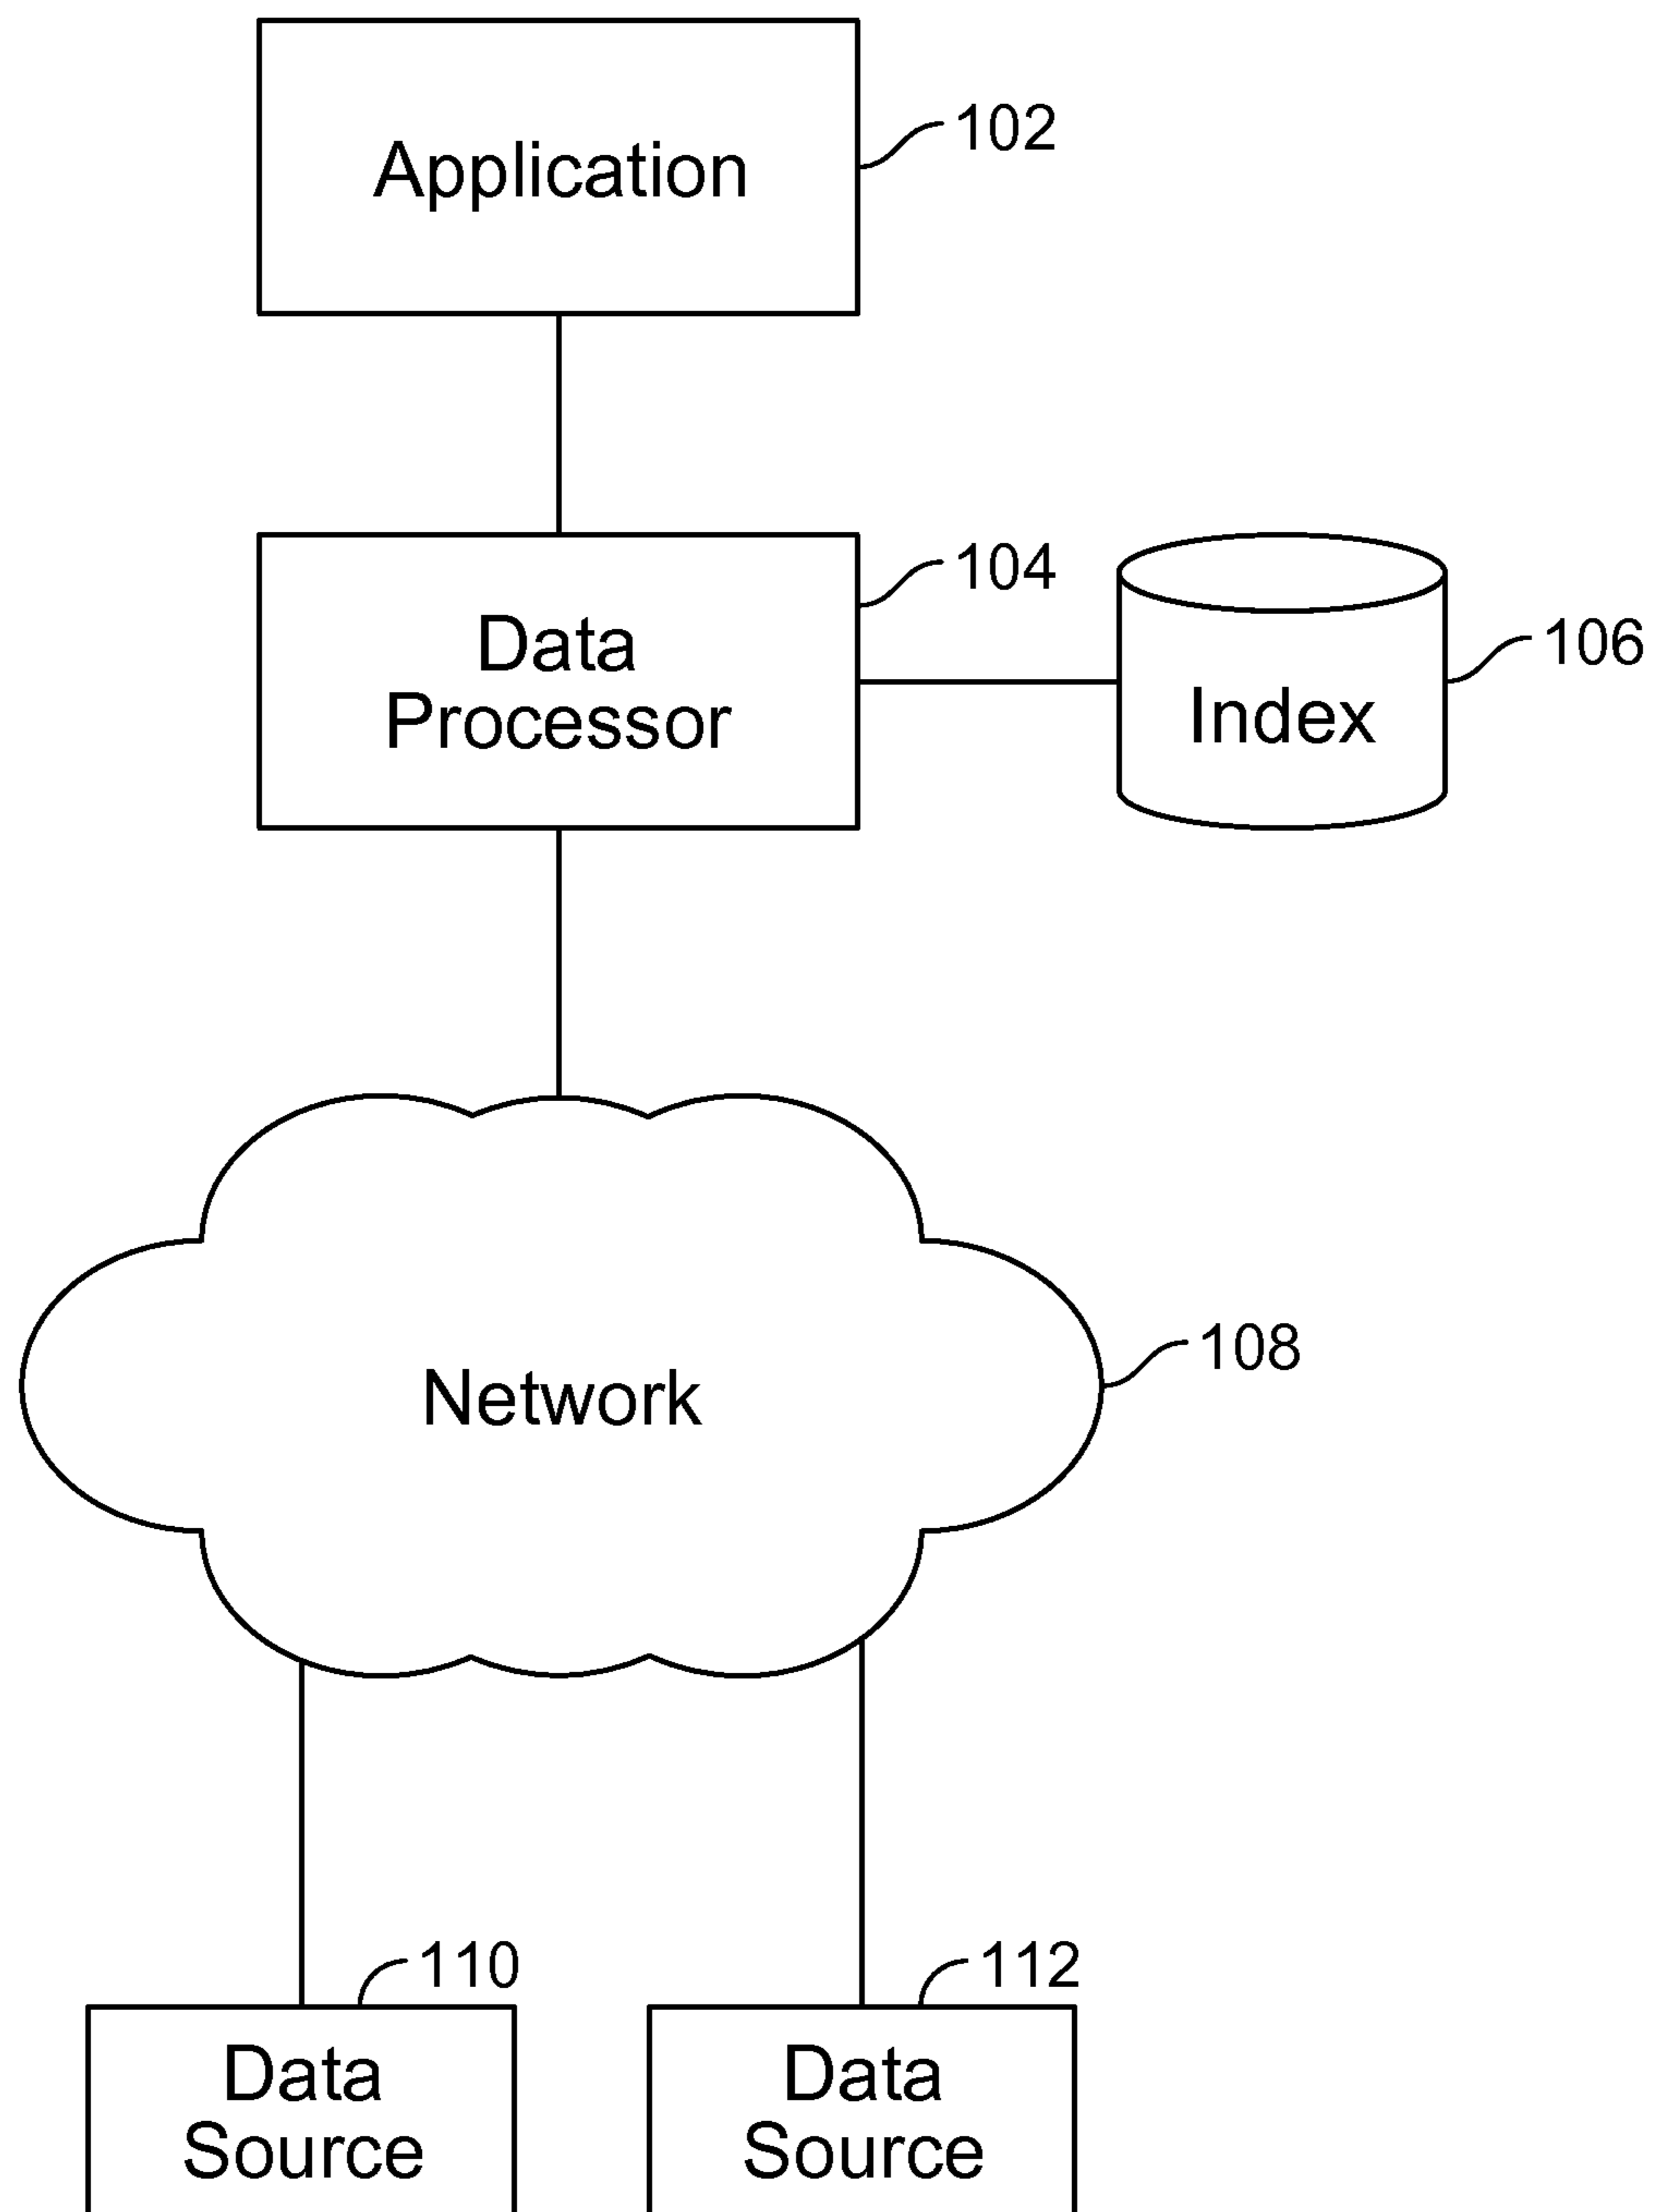 Application
102
Data
Processor
104
Index
106
Network
108
110
Data
Source
112
Data
Source